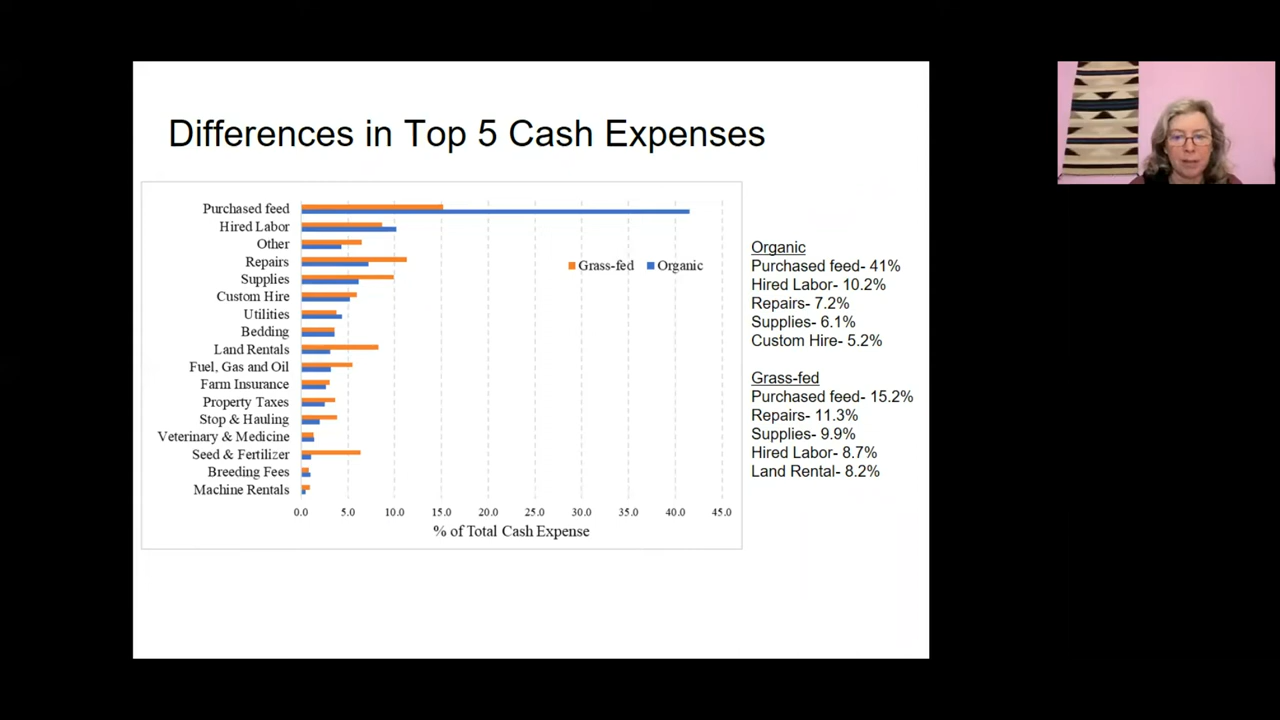 Differences in Top 5 Cash Expenses
Purchased feed
Hired Labor
Other
Repairs
Supplies
Custom Hire
Utilities
Bedding
Land Rentals
Fuel, Gas and Oil
Farm Insurance
Property Taxes
Stop & Hauling
Veterinary & Medicine
Seed & Fertilizer
Breeding Fees
Machine Rentals
0.0 5.0 10.0 15.0 20.0 25.0 30.0 35.0 40.0 45.0
% of Total Cash Expense
Grass-fed Organic
Organic
Purchased feed- 41%
Hired Labor- 10.2%
Repairs- 7.2%
Supplies- 6.1%
Custom Hire- 5.2%
Grass-fed
Purchased feed- 15.2%
Repairs- 11.3%
Supplies- 9.9%
Hired Labor- 8.7%
Land Rental- 8.2%